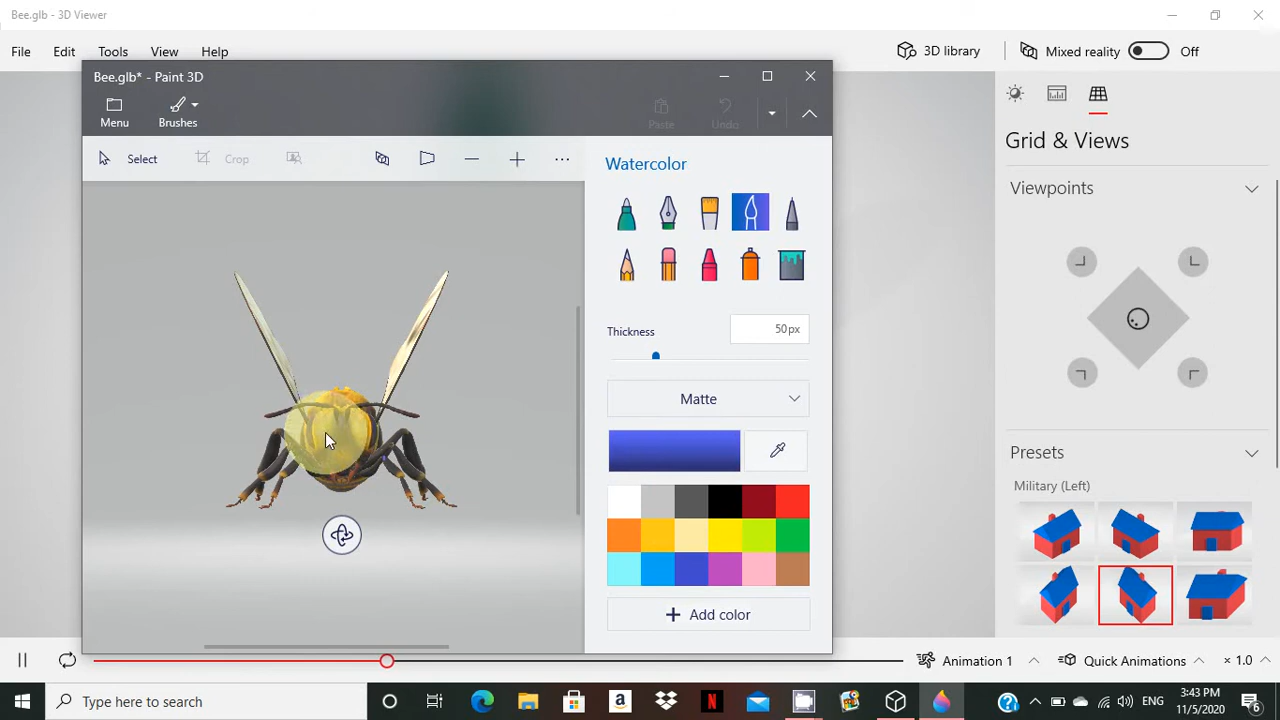 Bee.glb - 3D Viewer
File Edit Tools View Help
3D library
Mixed reality Off
Bee.glb* - Paint 3D
Menu
Brushes
Paste
Undo
Select
Crop
Watercolor
Thickness
50px
Matte
Add color
Grid & Views
Viewpoints
Presets
Military (Left)
Animation 1
Quick Animations
× 1.0
Type here to search
ENG
3:43 PM
11/5/2020
6